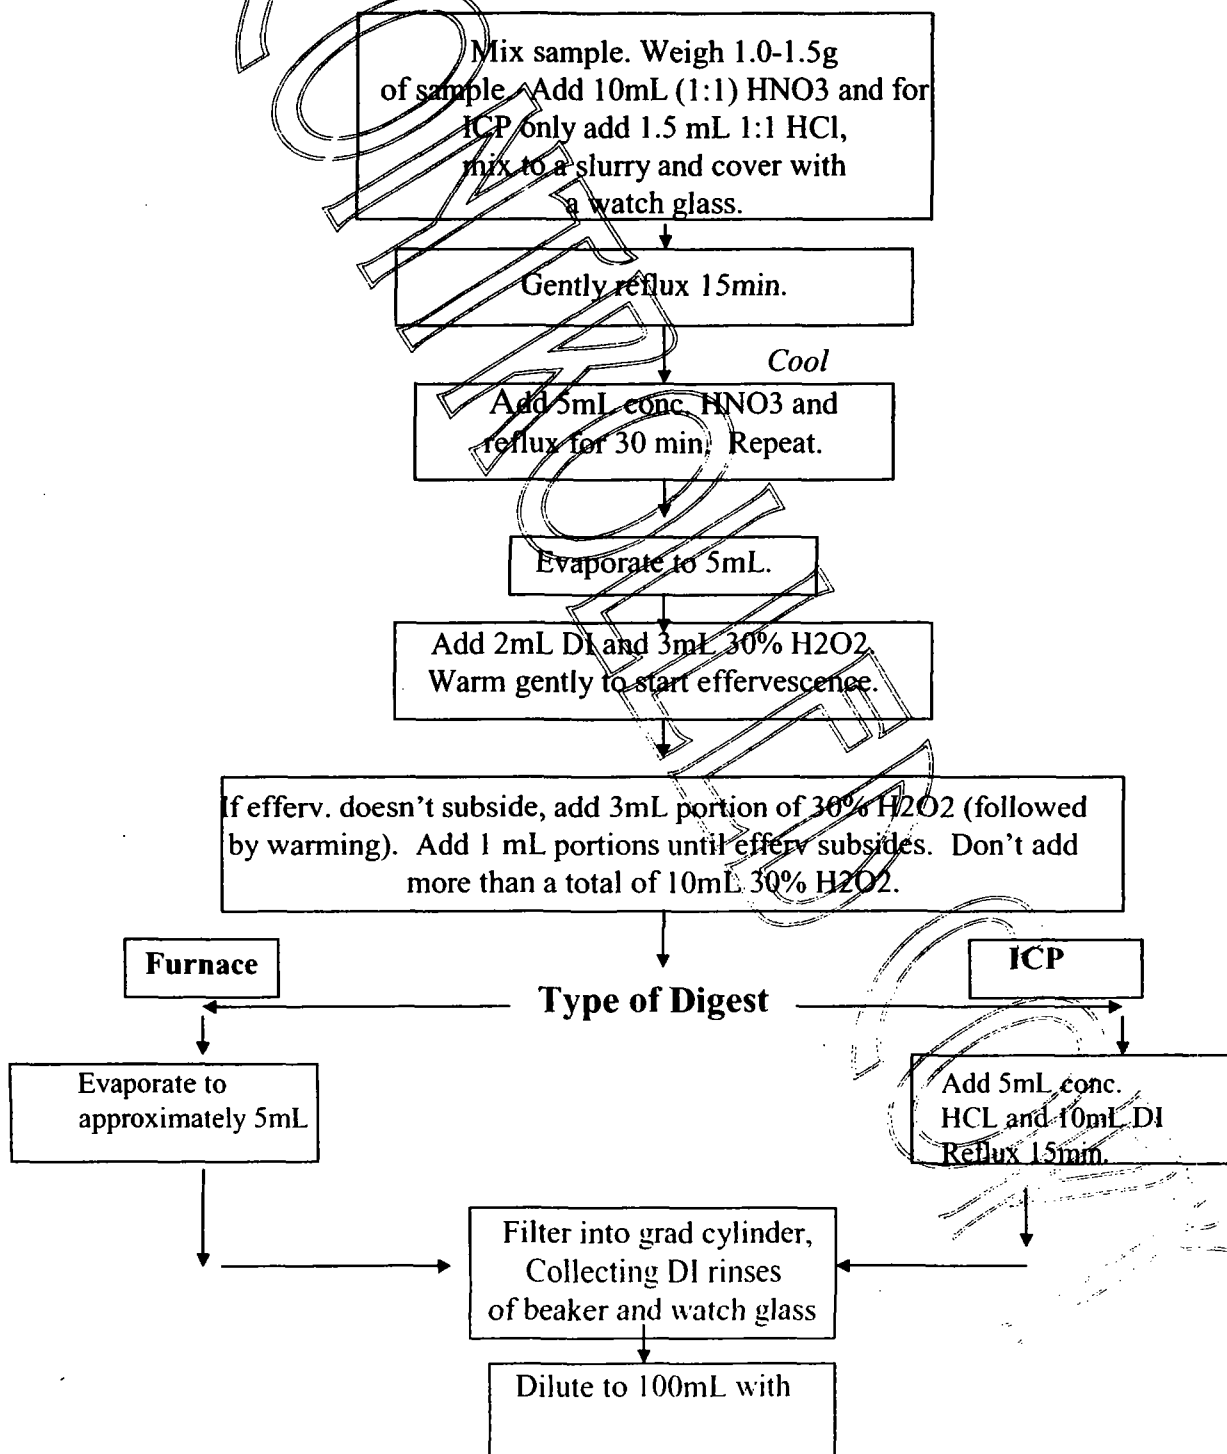 Mix sample. Weigh 1.0-1.5g
of sample. Add 10mL (1:1) HNO3 and for
ICP only add 1.5 mL 1:1 HCl,
mix to a slurry and cover with
a watch glass.
Gently reflux 15min.
Cool
Add 5mL conc. HNO3 and
reflux for 30 min. Repeat.
Evaporate to 5mL.
Add 2mL DI and 3mL 30% H2O2.
Warm gently to start effervescence.
If efferv. doesn't subside, add 3mL portion of 30% H2O2 (followed
by warming). Add 1 mL portions until efferv subsides. Don't add
more than a total of 10mL 30% H2O2.
Furnace
ICP
Type of Digest
Evaporate to
approximately 5mL
Add 5mL conc.
HCL and 10mL DI
Reflux 15min.
Filter into grad cylinder,
Collecting DI rinses
of beaker and watch glass
Dilute to 100mL with
CONTROLLED